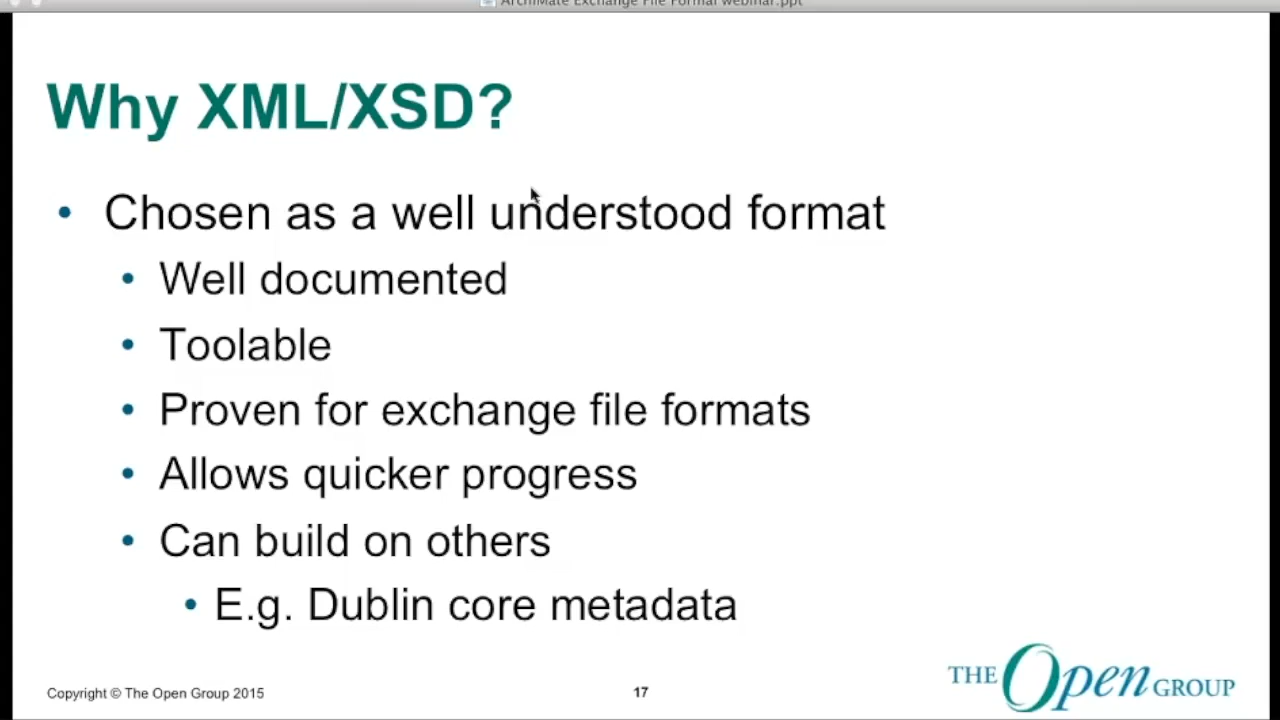 ArchiMate Exchange File Format webinar.ppt
Why XML/XSD?
• Chosen as a well understood format
• Well documented
• Toolable
• Proven for exchange file formats
• Allows quicker progress
• Can build on others
• E.g. Dublin core metadata
Copyright © The Open Group 2015
17
THE Open GROUP